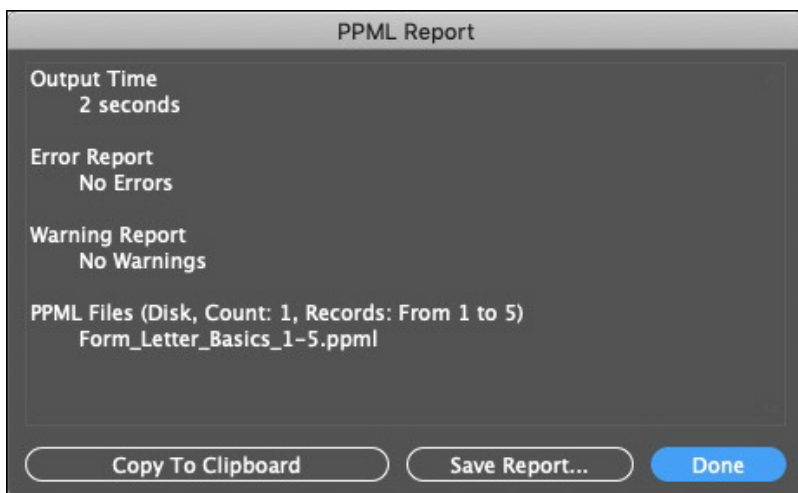 PPML Report
Output Time
2 seconds
Error Report
No Errors
Warning Report
No Warnings
PPML Files (Disk, Count: 1, Records: From 1 to 5)
Form_Letter_Basics_1-5.ppml
Copy To Clipboard
Save Report...
Done